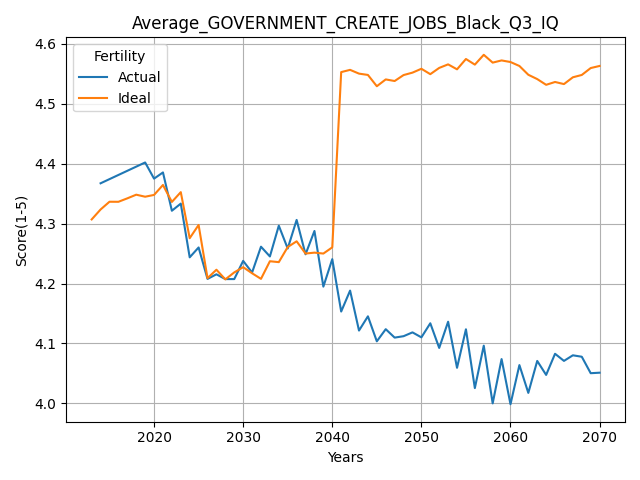 Average_GOVERNMENT_CREATE_JOBS_Black_Q3_IQ
Fertility
Actual
Ideal
Score(1-5)
4.6
4.5
4.4
4.3
4.2
4.1
4.0
2020 2030 2040 2050 2060 2070
Years